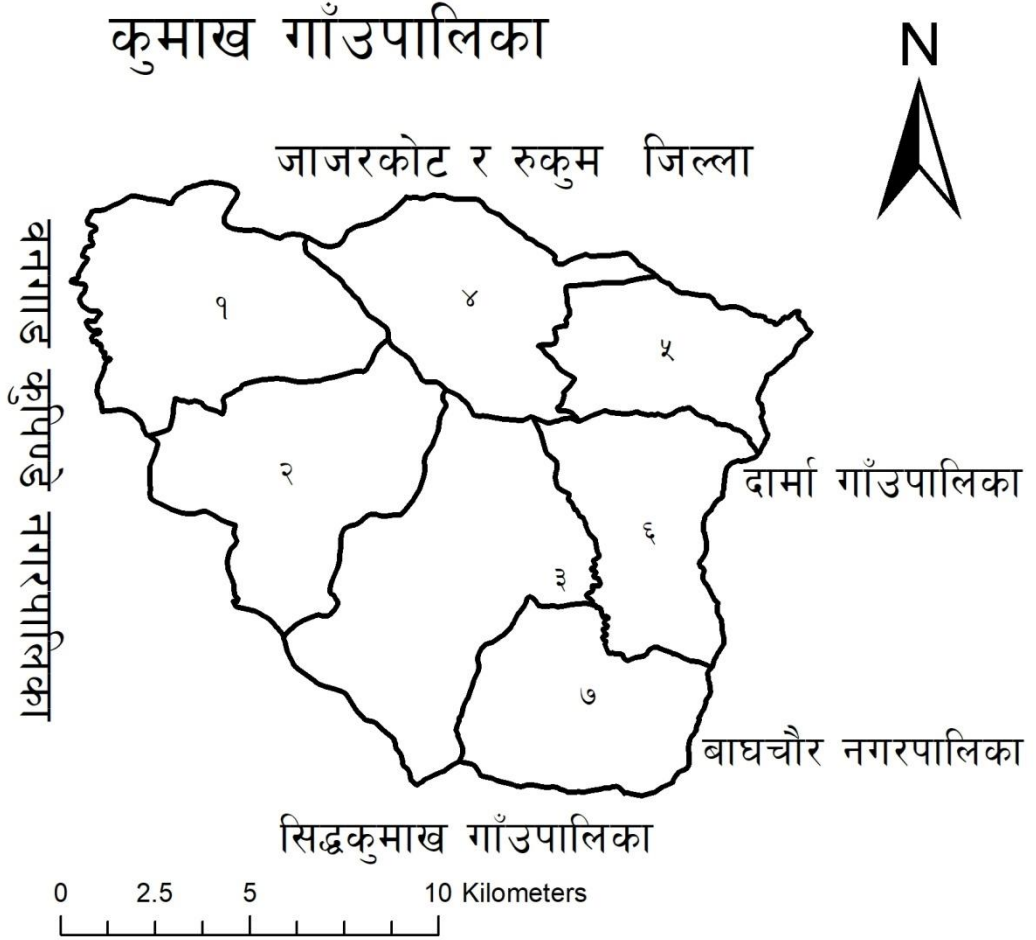 कुमाख गाँउपालिका
N
जाजरकोट र रुकुम जिल्ला
वनगाड कुपिण्डे नगरपालिका
१
४
५
२
दार्मा गाँउपालिका
६
३
७
बाघचौर नगरपालिका
सिद्धकुमाख गाँउपालिका
0 2.5 5 10 Kilometers